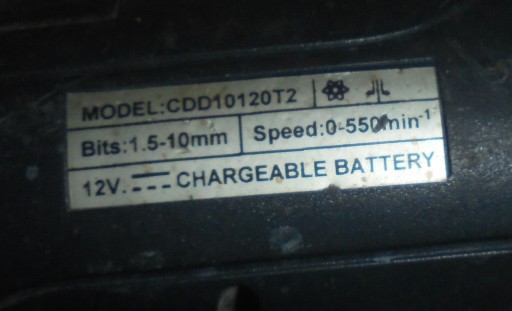 MODEL:CDD10120T2
Bits:1.5-10mm Speed:0-550min-1
12V. CHARGEABLE BATTERY